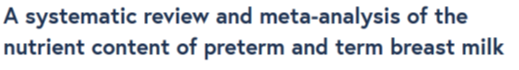 A systematic review and meta-analysis of the
nutrient content of preterm and term breast milk